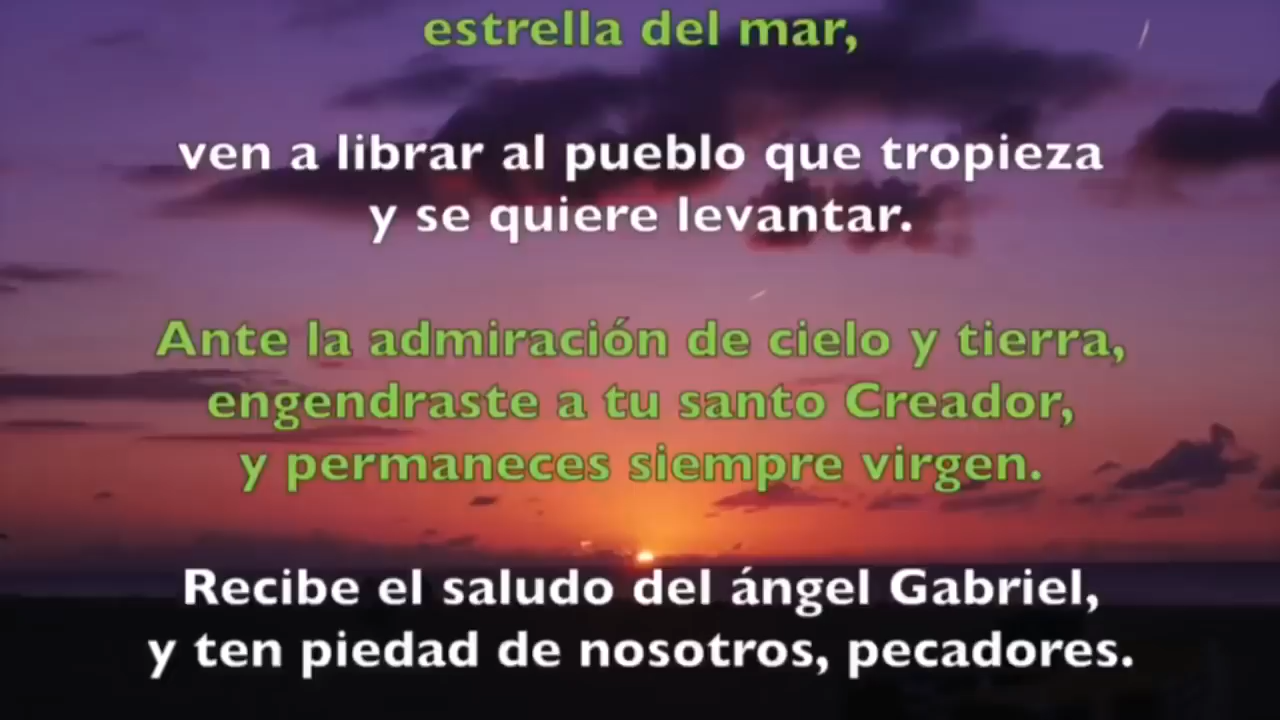 estrella del mar,
ven a librar al pueblo que tropieza
y se quiere levantar.
Ante la admiración de cielo y tierra,
engendraste a tu santo Creador,
y permaneces siempre virgen.
Recibe el saludo del ángel Gabriel,
y ten piedad de nosotros, pecadores.